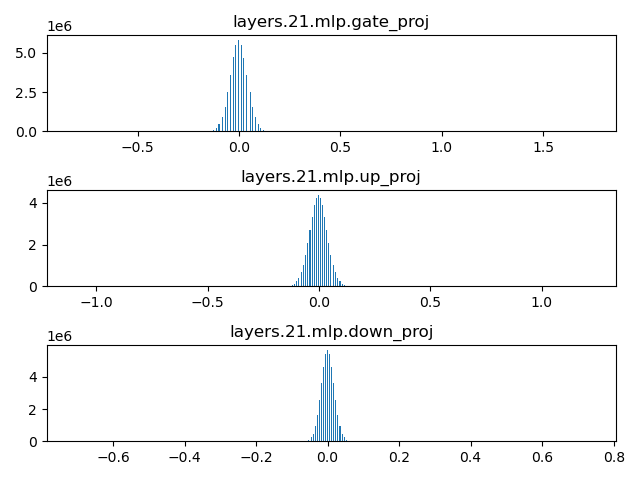 layers.21.mlp.gate_proj
1e6
5.0
2.5
0.0
−0.5 0.0 0.5 1.0 1.5
layers.21.mlp.up_proj
1e6
4
2
0
−1.0 −0.5 0.0 0.5 1.0
layers.21.mlp.down_proj
1e6
4
2
0
−0.6 −0.4 −0.2 0.0 0.2 0.4 0.6 0.8